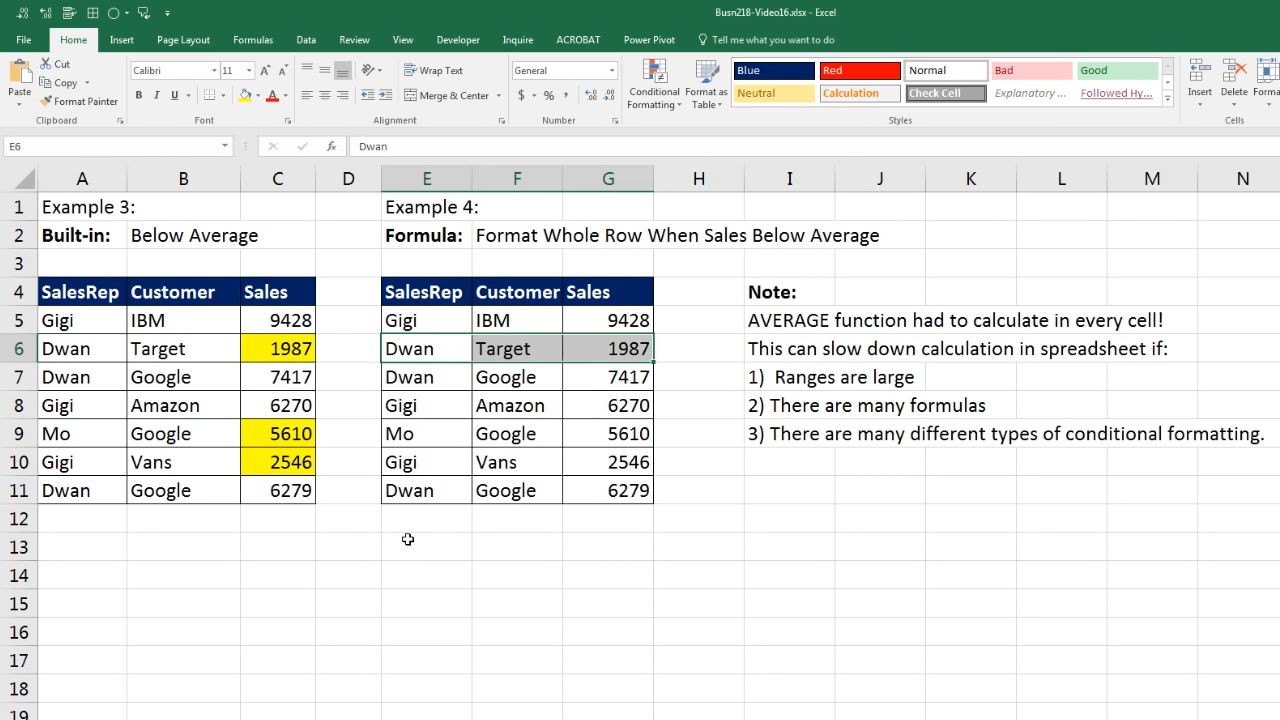 Busn218-Video16.xlsx - Excel
File Home Insert Page Layout Formulas Data Review View Developer Inquire ACROBAT Power Pivot Tell me what you want to do
Paste
Cut
Copy
Format Painter
Clipboard
Calibri 11
B I U
Font
Wrap Text
Merge & Center
Alignment
General
$ % ,
Number
Conditional Formatting
Format as Table
Blue Red Normal Bad Good
Neutral Calculation Check Cell Explanatory ... Followed Hy...
Styles
Insert Delete Forma
Cells
E6 fx Dwan
A B C D E F G H I J K L M N
1 Example 3: Example 4:
2 Built-in: Below Average Formula: Format Whole Row When Sales Below Average
3
4 SalesRep Customer Sales SalesRep Customer Sales Note:
5 Gigi IBM 9428 Gigi IBM 9428 AVERAGE function had to calculate in every cell!
6 Dwan Target 1987 Dwan Target 1987 This can slow down calculation in spreadsheet if:
7 Dwan Google 7417 Dwan Google 7417 1) Ranges are large
8 Gigi Amazon 6270 Gigi Amazon 6270 2) There are many formulas
9 Mo Google 5610 Mo Google 5610 3) There are many different types of conditional formatting.
10 Gigi Vans 2546 Gigi Vans 2546
11 Dwan Google 6279 Dwan Google 6279
12
13
14
15
16
17
18
19